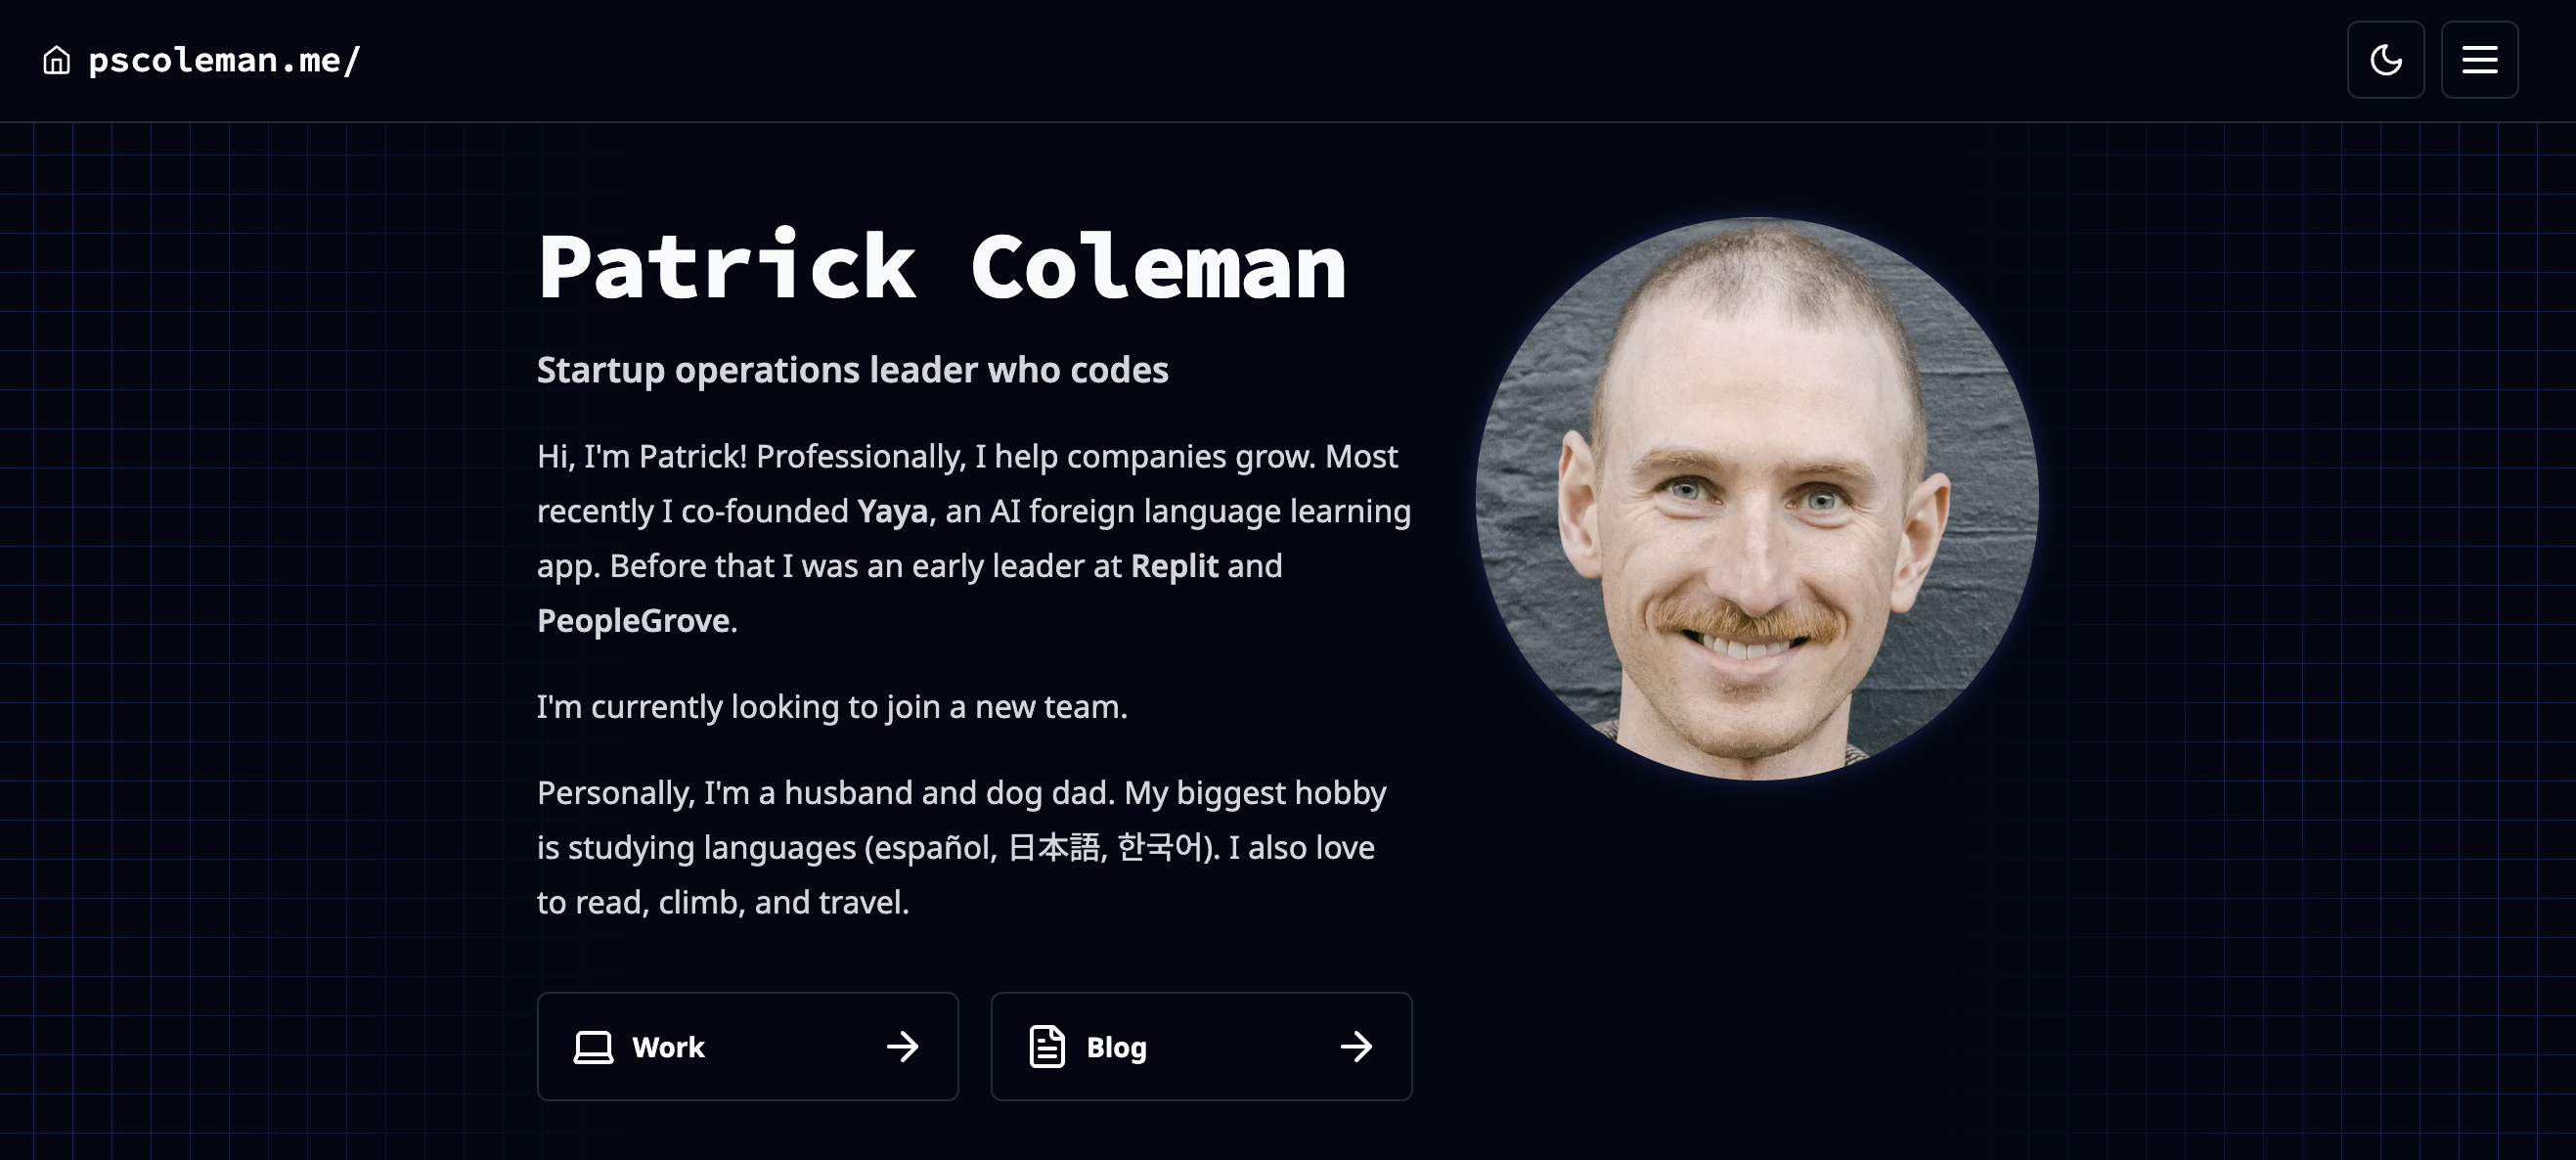 pscoleman.me/
Patrick Coleman
Startup operations leader who codes
Hi, I'm Patrick! Professionally, I help companies grow. Most
recently I co-founded Yaya, an AI foreign language learning
app. Before that I was an early leader at Replit and
PeopleGrove.
I'm currently looking to join a new team.
Personally, I'm a husband and dog dad. My biggest hobby
is studying languages (español, 日本語, 한국어). I also love
to read, climb, and travel.
Work
Blog